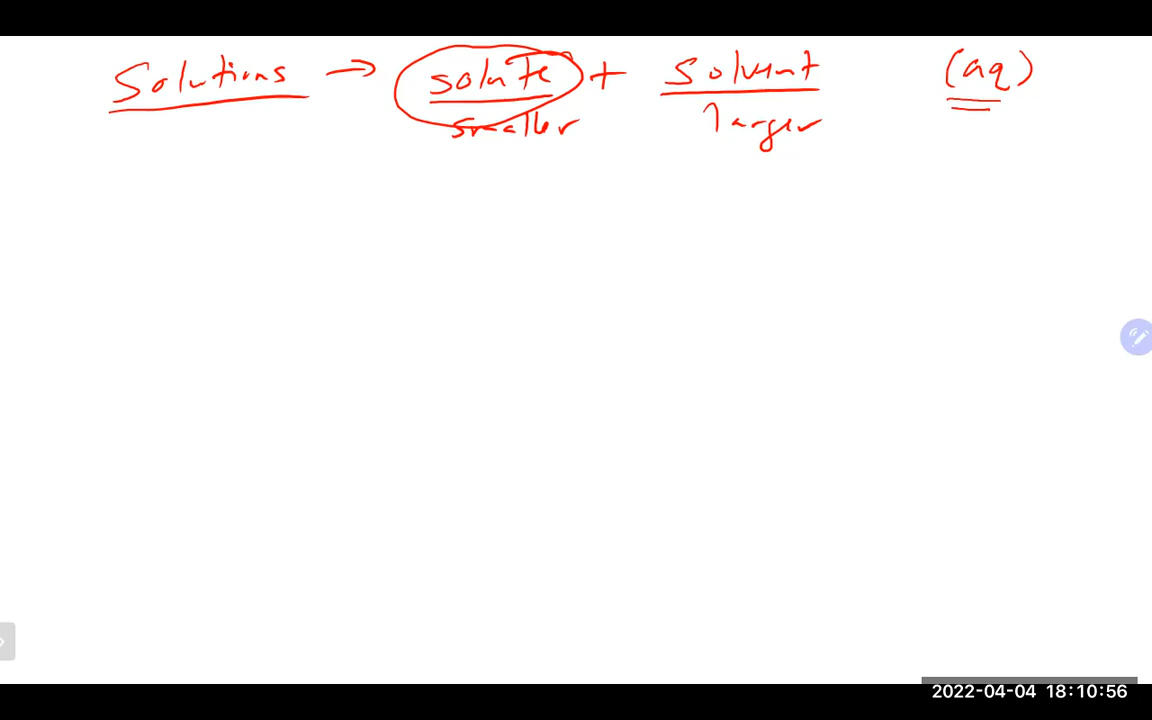 Solutions → solute + solvent (aq)
smaller larger
2022-04-04 18:10:56